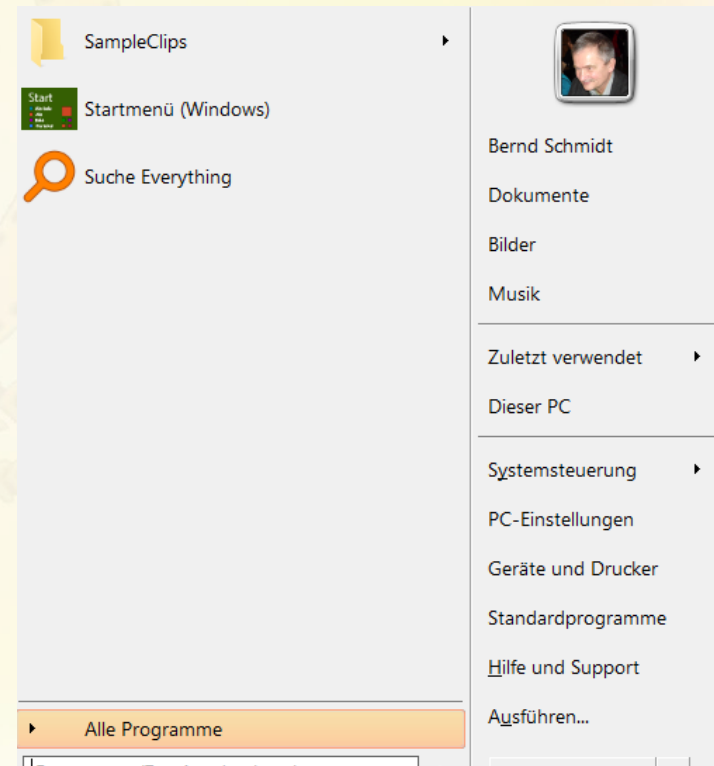 SampleClips
Start
Startmenü (Windows)
Suche Everything
Alle Programme
Bernd Schmidt
Dokumente
Bilder
Musik
Zuletzt verwendet
Dieser PC
Systemsteuerung
PC-Einstellungen
Geräte und Drucker
Standardprogramme
Hilfe und Support
Ausführen...